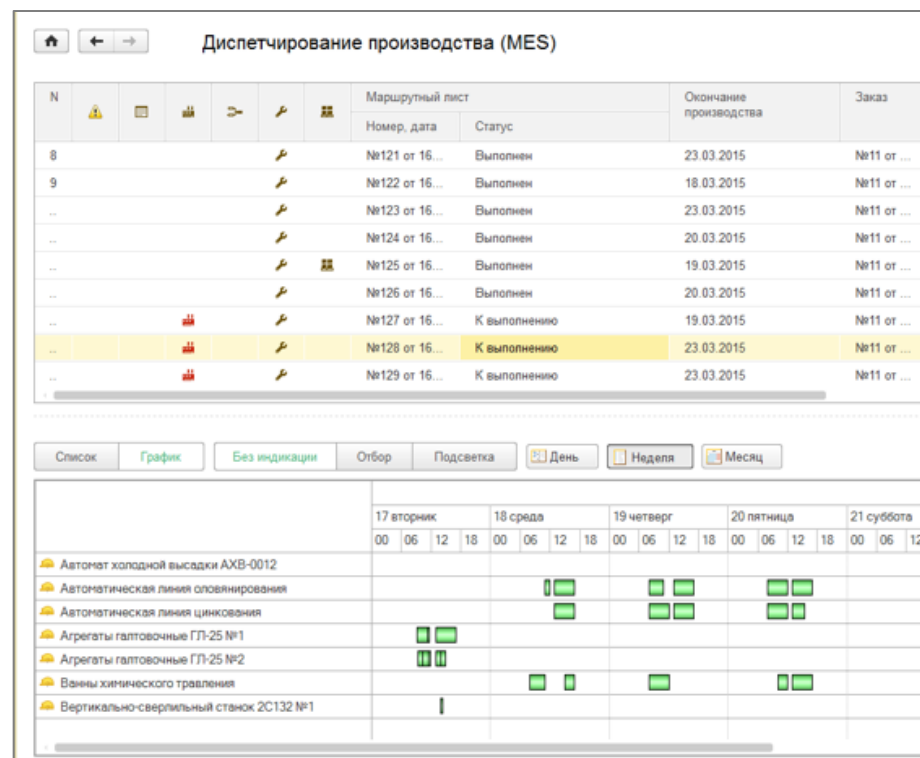 Диспетчирование производства (MES)
N Маршрутный лист Окончание производства Заказ
Номер, дата Статус
8 №121 от 16... Выполнен 23.03.2015 №11 от ...
9 №122 от 16... Выполнен 18.03.2015 №11 от ...
... №123 от 16... Выполнен 23.03.2015 №11 от ...
... №124 от 16... Выполнен 20.03.2015 №11 от ...
... №125 от 16... Выполнен 19.03.2015 №11 от ...
... №126 от 16... Выполнен 20.03.2015 №11 от ...
... №127 от 16... К выполнению 19.03.2015 №11 от ...
... №128 от 16... К выполнению 23.03.2015 №11 от ...
... №129 от 16... К выполнению 23.03.2015 №11 от ...
Список График Без индикации Отбор Подсветка День Неделя Месяц
17 вторник 18 среда 19 четверг 20 пятница 21 суббота
00 06 12 18 00 06 12 18 00 06 12 18 00 06 12 18 00 06 12
Автомат холодной высадки АХВ-0012
Автоматическая линия оловянирования
Автоматическая линия цинкования
Агрегаты галтовочные ГЛ-25 №1
Агрегаты галтовочные ГЛ-25 №2
Ванны химического травления
Вертикально-сверлильный станок 2С132 №1